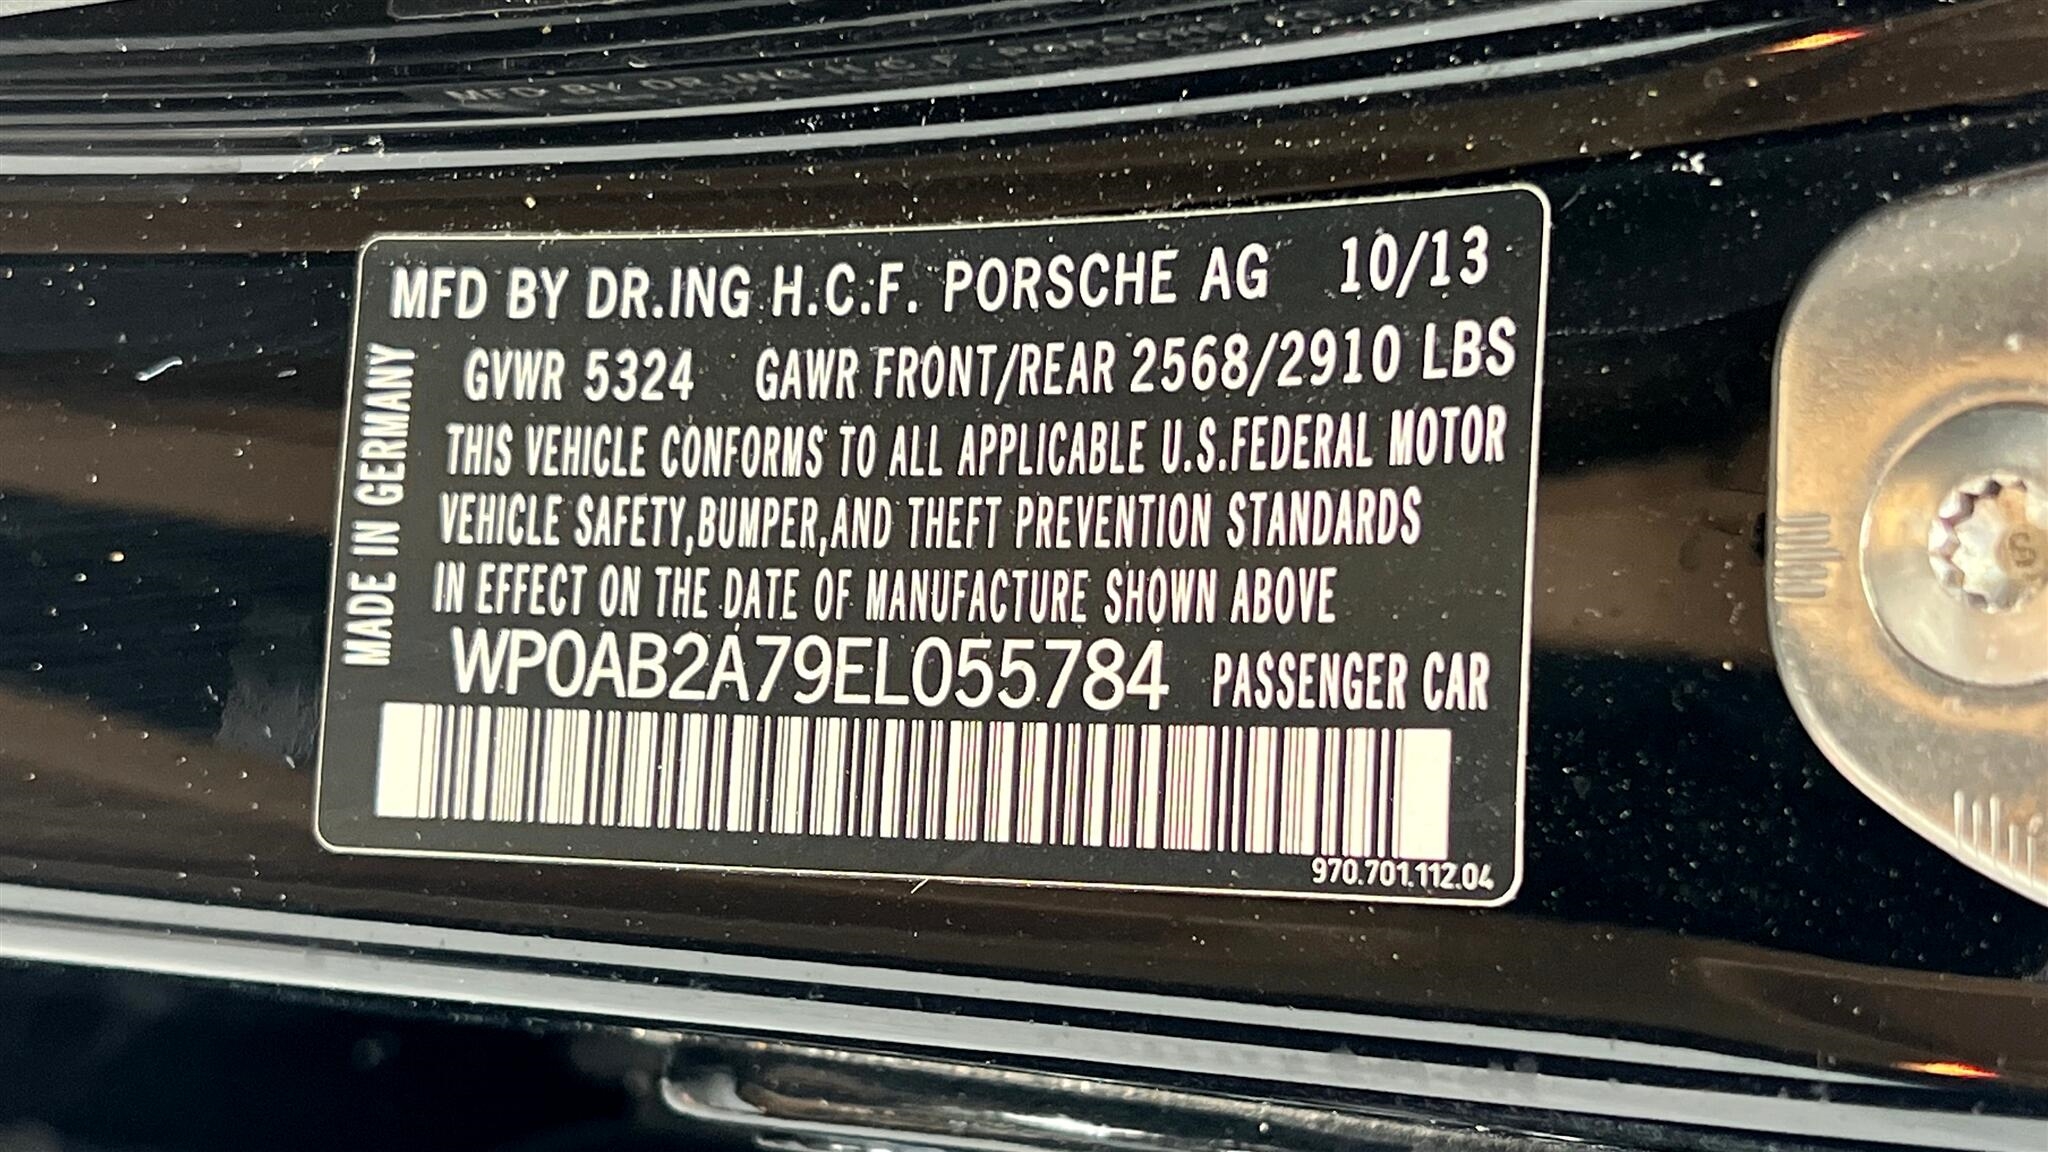 MFD BY DR.ING H.C.F. PORSCHE AG 10/13
GVWR 5324 GAWR FRONT/REAR 2568/2910 LBS
THIS VEHICLE CONFORMS TO ALL APPLICABLE U.S.FEDERAL MOTOR
VEHICLE SAFETY,BUMPER,AND THEFT PREVENTION STANDARDS
IN EFFECT ON THE DATE OF MANUFACTURE SHOWN ABOVE
WP0AB2A79EL055784 PASSENGER CAR
970.701.112.04
MADE IN GERMANY